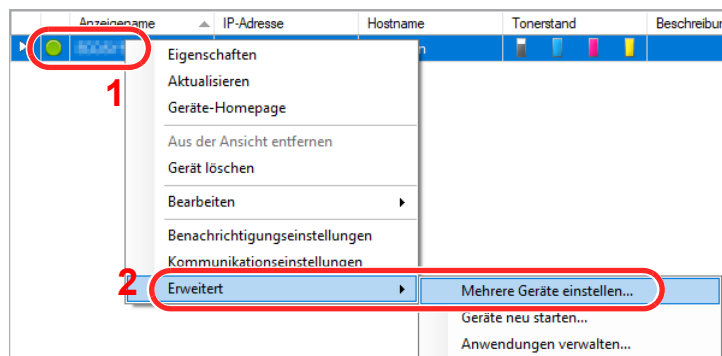 Anzeigename IP-Adresse Hostname Tonerstand Beschreibur
1
Eigenschaften
Aktualisieren
Geräte-Homepage
Aus der Ansicht entfernen
Gerät löschen
Bearbeiten
Benachrichtigungseinstellungen
Kommunikationseinstellungen
2 Erweitert Mehrere Geräte einstellen...
Geräte neu starten...
Anwendungen verwalten...